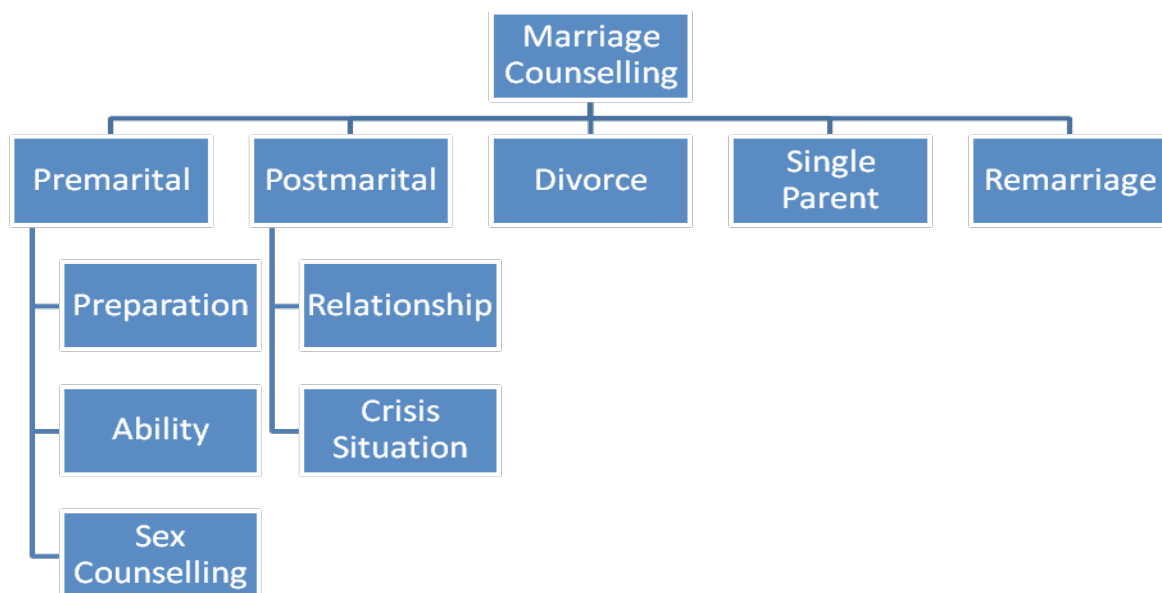 Marriage
Counselling
Premarital
Postmarital
Divorce
Single
Parent
Remarriage
Preparation
Relationship
Ability
Crisis
Situation
Sex
Counselling